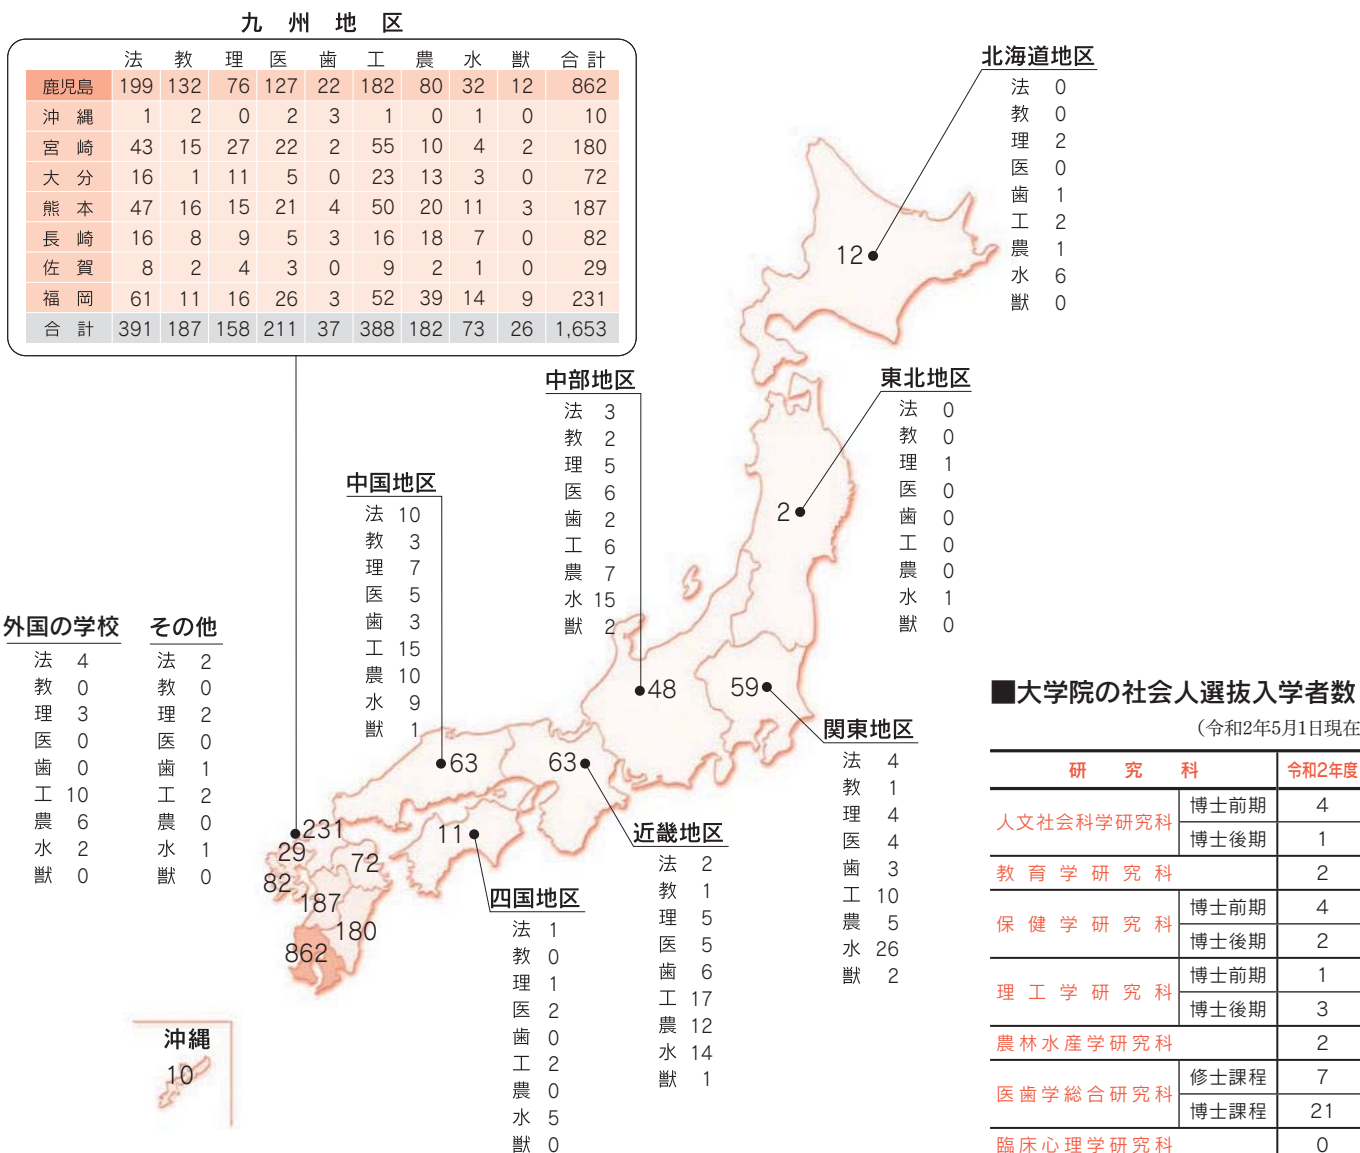 九州地区
法 教 理 医 歯 工 農 水 獣 合計
鹿児島 199 132 76 127 22 182 80 32 12 862
沖縄 1 2 0 2 3 1 0 1 0 10
宮崎 43 15 27 22 2 55 10 4 2 180
大分 16 1 11 5 0 23 13 3 0 72
熊本 47 16 15 21 4 50 20 11 3 187
長崎 16 8 9 5 3 16 18 7 0 82
佐賀 8 2 4 3 0 9 2 1 0 29
福岡 61 11 16 26 3 52 39 14 9 231
合計 391 187 158 211 37 388 182 73 26 1,653
北海道地区
法 0
教 0
理 2
医 0
歯 1
工 2
農 1
水 6
獣 0
12
東北地区
法 0
教 0
理 1
医 0
歯 0
工 0
農 0
水 1
獣 0
2
中部地区
法 3
教 2
理 5
医 6
歯 2
工 6
農 7
水 15
獣 2
48
中国地区
法 10
教 3
理 7
医 5
歯 3
工 15
農 10
水 9
獣 1
63
外国の学校
法 4
教 0
理 3
医 0
歯 0
工 10
農 6
水 2
獣 0
その他
法 2
教 0
理 2
医 0
歯 1
工 2
農 0
水 1
獣 0
59
関東地区
法 4
教 1
理 4
医 4
歯 3
工 10
農 5
水 26
獣 2
63
近畿地区
法 2
教 1
理 5
医 5
歯 6
工 17
農 12
水 14
獣 1
11
四国地区
法 1
教 0
理 1
医 2
歯 0
工 2
農 0
水 5
獣 0
231
29
72
82
187
180
862
沖縄
10
■大学院の社会人選抜入学者数
(令和2年5月1日現在
研究科 令和2年度
人文社会科学研究科 博士前期 4
博士後期 1
教育学研究科 2
保健学研究科 博士前期 4
博士後期 2
理工学研究科 博士前期 1
博士後期 3
農林水産学研究科 2
医歯学総合研究科 修士課程 7
博士課程 21
臨床心理学研究科 0